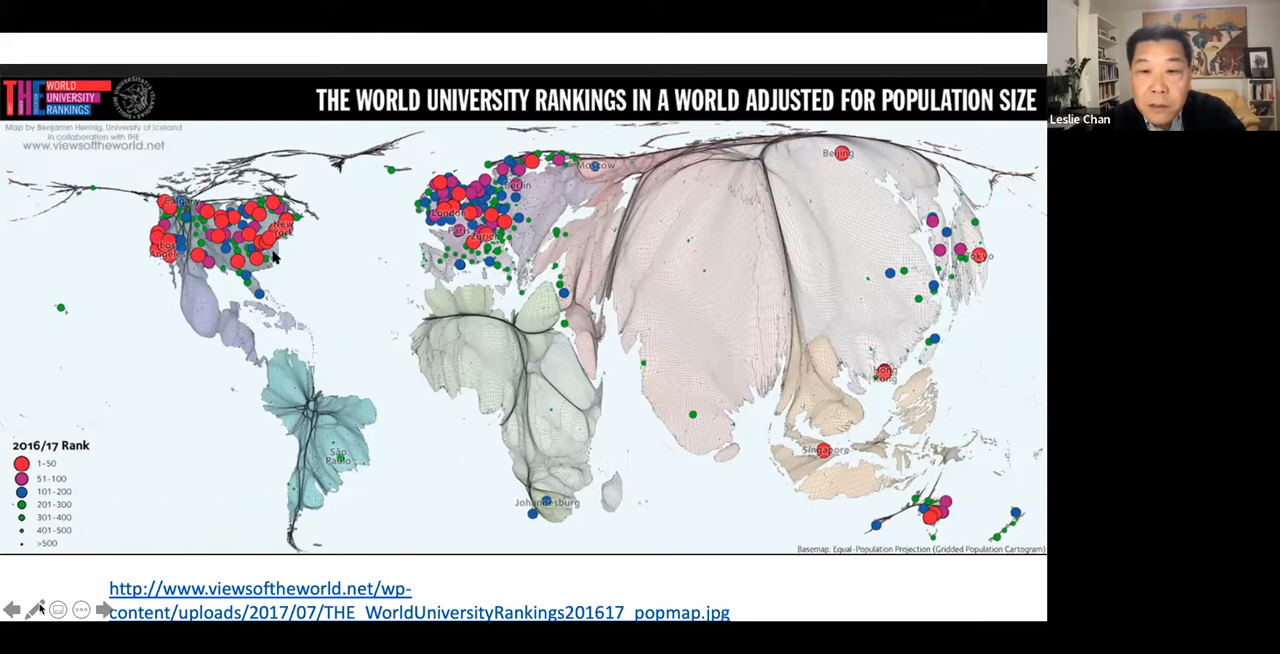 THE WORLD UNIVERSITY RANKINGS
THE WORLD UNIVERSITY RANKINGS IN A WORLD ADJUSTED FOR POPULATION SIZE
Leslie Chan
Map by Benjamin Hennig, University of Iceland
in collaboration with THE
www.viewsoftheworld.net
Calgary
New York
Los Angeles
Moscow
Berlin
London
Paris
Zurich
Beijing
Tokyo
Hong Kong
Singapore
São Paulo
Johannesburg
2016/17 Rank
1-50
51-100
101-200
201-300
301-400
401-500
>500
Basemap: Equal-Population Projection (Gridded Population Cartogram)
http://www.viewsoftheworld.net/wp-
content/uploads/2017/07/THE_WorldUniversityRankings201617_popmap.jpg